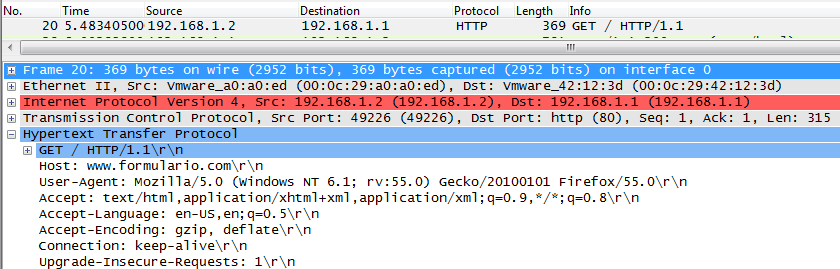 No. Time Source Destination Protocol Length Info
20 5.48340500 192.168.1.2 192.168.1.1 HTTP 369 GET / HTTP/1.1
Frame 20: 369 bytes on wire (2952 bits), 369 bytes captured (2952 bits) on interface 0
Ethernet II, Src: Vmware_a0:a0:ed (00:0c:29:a0:a0:ed), Dst: Vmware_42:12:3d (00:0c:29:42:12:3d)
Internet Protocol Version 4, Src: 192.168.1.2 (192.168.1.2), Dst: 192.168.1.1 (192.168.1.1)
Transmission Control Protocol, Src Port: 49226 (49226), Dst Port: http (80), Seq: 1, Ack: 1, Len: 315
Hypertext Transfer Protocol
GET / HTTP/1.1\r\n
Host: www.formulario.com\r\n
User-Agent: Mozilla/5.0 (Windows NT 6.1; rv:55.0) Gecko/20100101 Firefox/55.0\r\n
Accept: text/html,application/xhtml+xml,application/xml;q=0.9,*/*;q=0.8\r\n
Accept-Language: en-US,en;q=0.5\r\n
Accept-Encoding: gzip, deflate\r\n
Connection: keep-alive\r\n
Upgrade-Insecure-Requests: 1\r\n